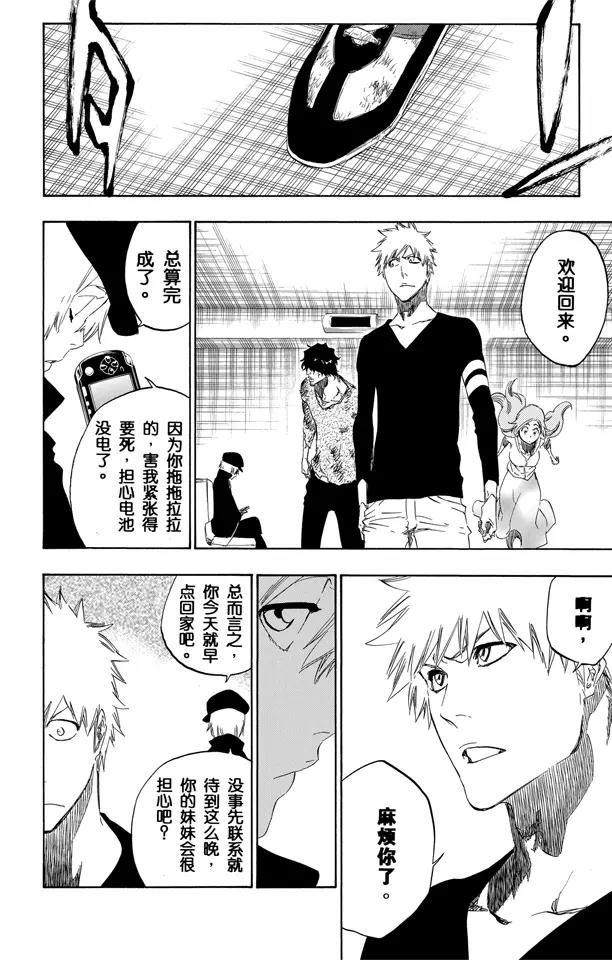 欢迎回来。
总算完
成了。
因为你拖拖拉拉
的，害我紧张得
要死，担心电池
没电了。
啊啊，
麻烦你了。
总而言之，
你今天就早
点回家吧。
没事先联系就
待到这么晚，
你的妹妹会很
担心吧？